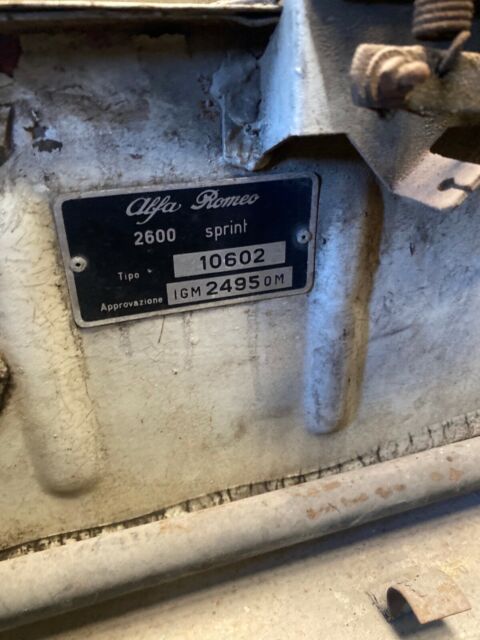 Alfa Romeo
2600 sprint
Tipo 10602
Approvazione IGM 2495 OM